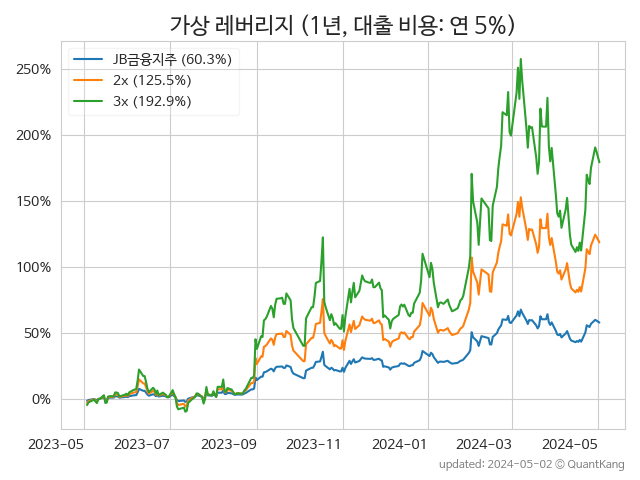 가상 레버리지 (1년, 대출 비용: 연 5%)
JB금융지주 (60.3%)
2x (125.5%)
3x (192.9%)
250%
200%
150%
100%
50%
0%
2023-05 2023-07 2023-09 2023-11 2024-01 2024-03 2024-05
updated: 2024-05-02 © QuantKang